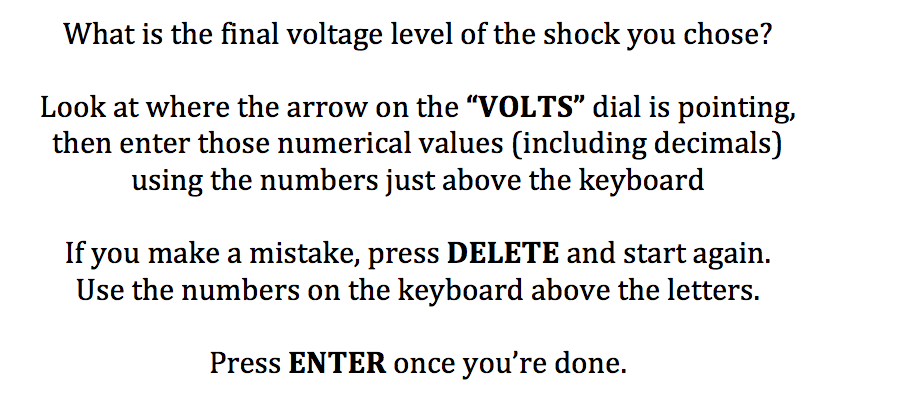 What is the final voltage level of the shock you chose?
Look at where the arrow on the “VOLTS” dial is pointing,
then enter those numerical values (including decimals)
using the numbers just above the keyboard
If you make a mistake, press DELETE and start again.
Use the numbers on the keyboard above the letters.
Press ENTER once you’re done.